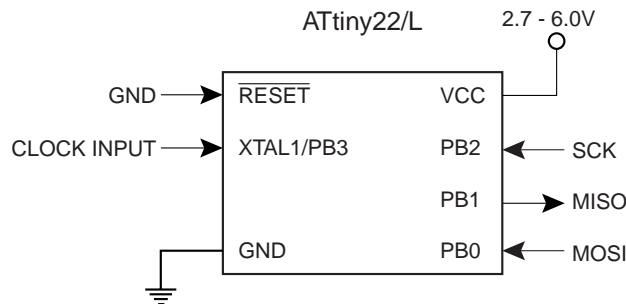 ATtiny22/L
2.7 - 6.0V
GND
RESET
VCC
CLOCK INPUT
XTAL1/PB3
PB2
SCK
PB1
MISO
GND
PB0
MOSI